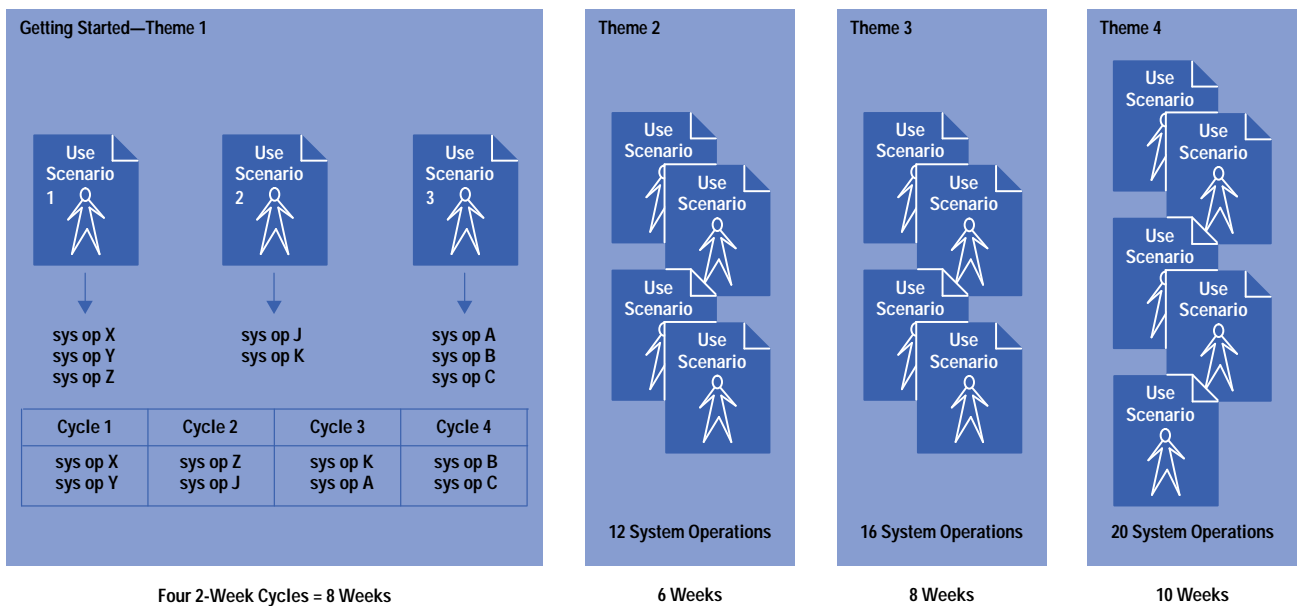 Getting Started—Theme 1
Use
Scenario
1
Use
Scenario
2
Use
Scenario
3
sys op X
sys op Y
sys op Z
sys op J
sys op K
sys op A
sys op B
sys op C
Cycle 1
Cycle 2
Cycle 3
Cycle 4
sys op X
sys op Y
sys op Z
sys op J
sys op K
sys op A
sys op B
sys op C
Four 2-Week Cycles = 8 Weeks
Theme 2
Use
Scenario
Use
Scenario
Use
Scenario
Use
Scenario
12 System Operations
6 Weeks
Theme 3
Use
Scenario
Use
Scenario
Use
Scenario
Use
Scenario
16 System Operations
8 Weeks
Theme 4
Use
Scenario
Use
Scenario
Use
Scenario
Use
Scenario
Use
Scenario
20 System Operations
10 Weeks